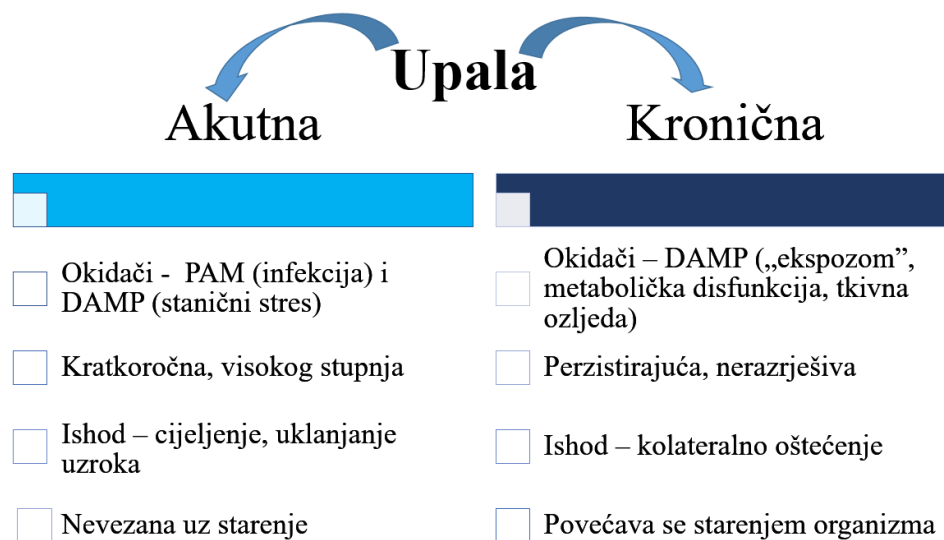 Upala
Akutna
Okidači - PAM (infekcija) i
DAMP (stanični stres)
Kratkoročna, visokog stupnja
Ishod – cijeljenje, uklanjanje
uzroka
Nevezana uz starenje
Kronična
Okidači – DAMP („ekspozom”,
metabolička disfunkcija, tkivna
ozljeda)
Perzistirajuća, nerazrješiva
Ishod – kolateralno oštećenje
Povećava se starenjem organizma